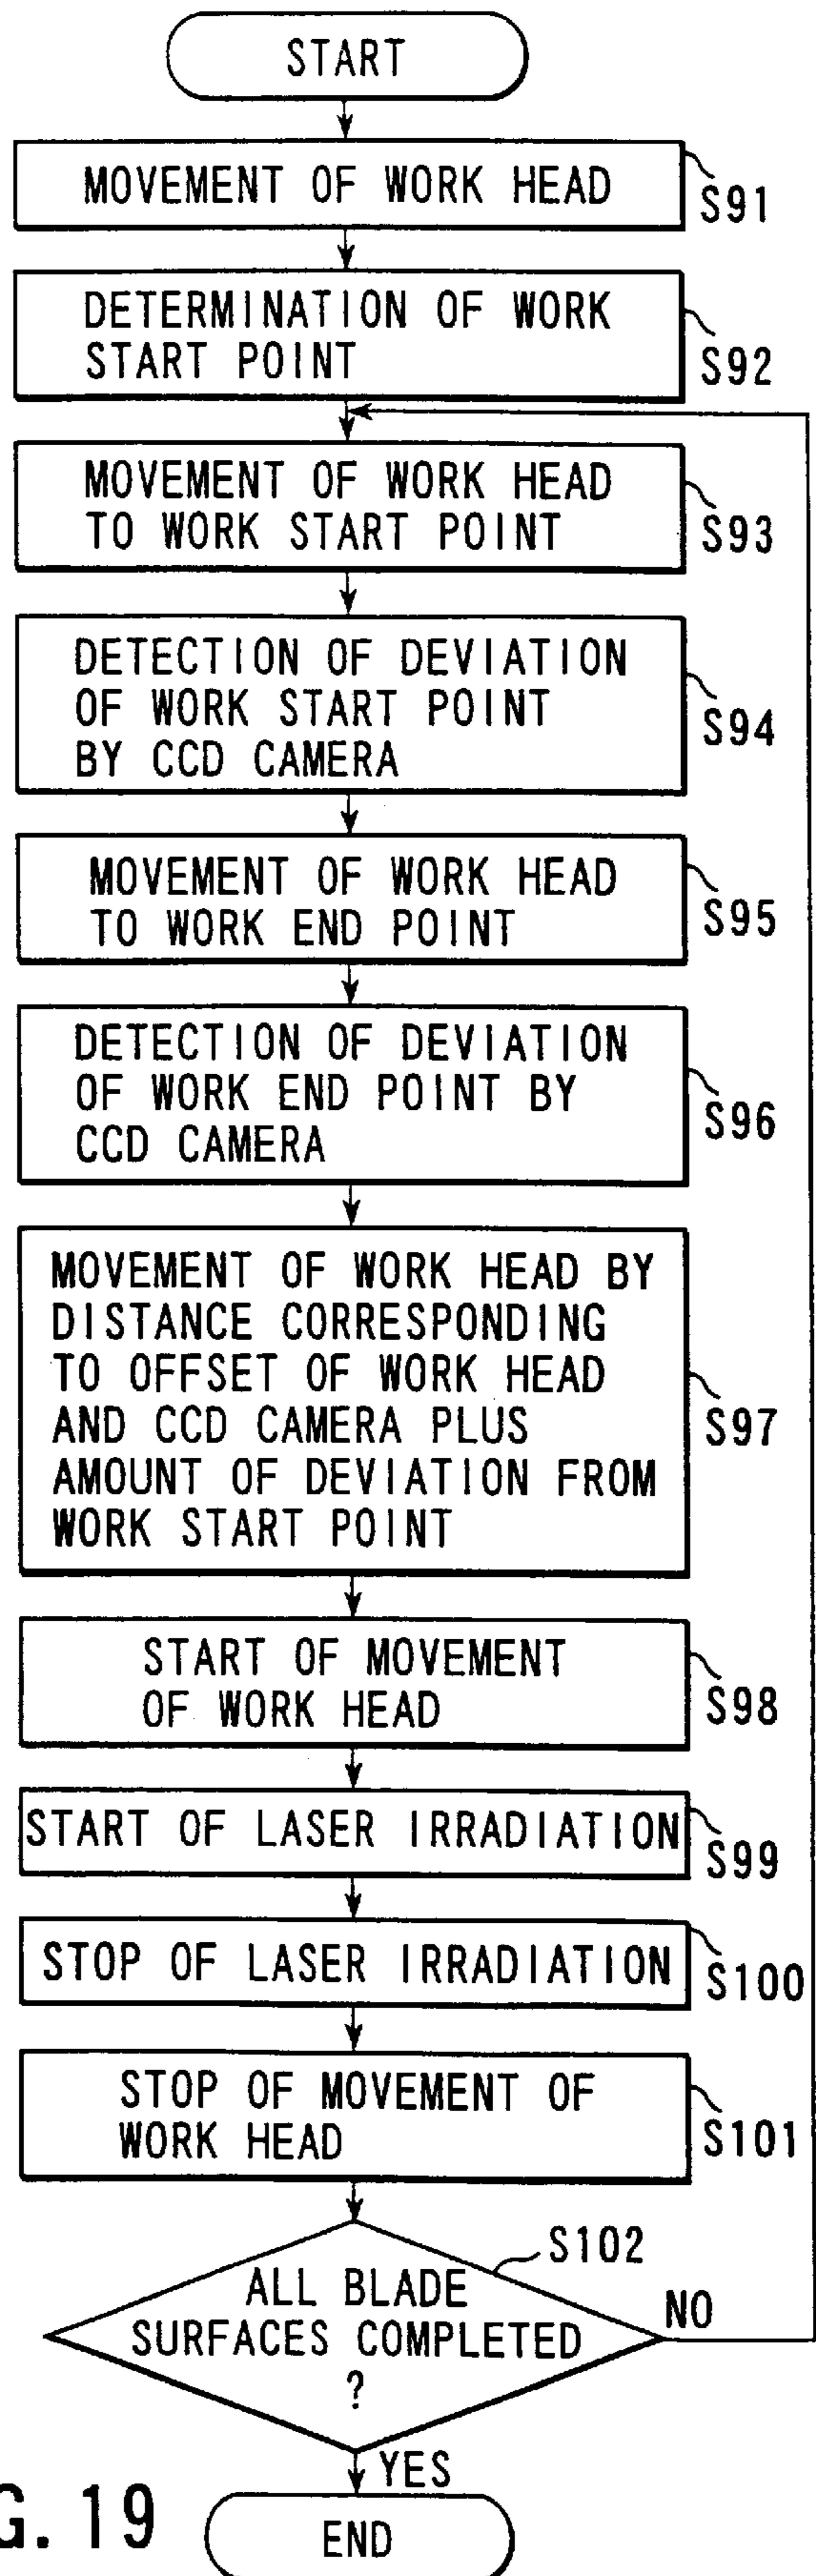 START
MOVEMENT OF WORK HEAD
S91
DETERMINATION OF WORK
START POINT
S92
MOVEMENT OF WORK HEAD
TO WORK START POINT
S93
DETECTION OF DEVIATION
OF WORK START POINT
BY CCD CAMERA
S94
MOVEMENT OF WORK HEAD
TO WORK END POINT
S95
DETECTION OF DEVIATION
OF WORK END POINT BY
CCD CAMERA
S96
MOVEMENT OF WORK HEAD BY
DISTANCE CORRESPONDING
TO OFFSET OF WORK HEAD
AND CCD CAMERA PLUS
AMOUNT OF DEVIATION FROM
WORK START POINT
S97
START OF MOVEMENT
OF WORK HEAD
S98
START OF LASER IRRADIATION
S99
STOP OF LASER IRRADIATION
S100
STOP OF MOVEMENT OF
WORK HEAD
S101
S102
ALL BLADE
SURFACES COMPLETED
?
NO
YES
G. 19
END